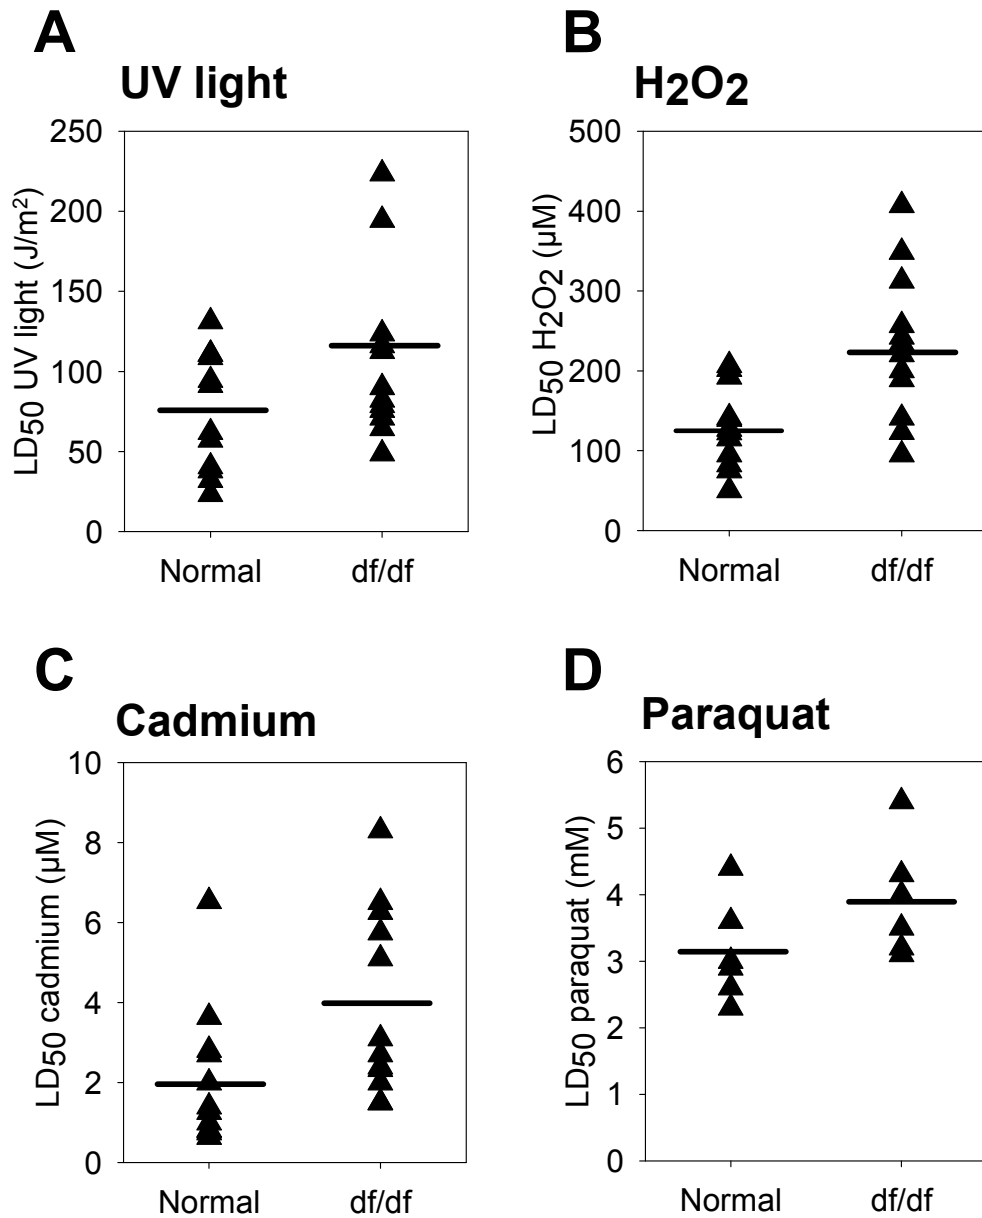 A
UV light
LD50 UV light (J/m²)
250
200
150
100
50
0
Normal df/df
B
H2O2
LD50 H2O2 (µM)
500
400
300
200
100
0
Normal df/df
C
Cadmium
LD50 cadmium (µM)
10
8
6
4
2
0
Normal df/df
D
Paraquat
LD50 paraquat (mM)
6
5
4
3
2
1
0
Normal df/df